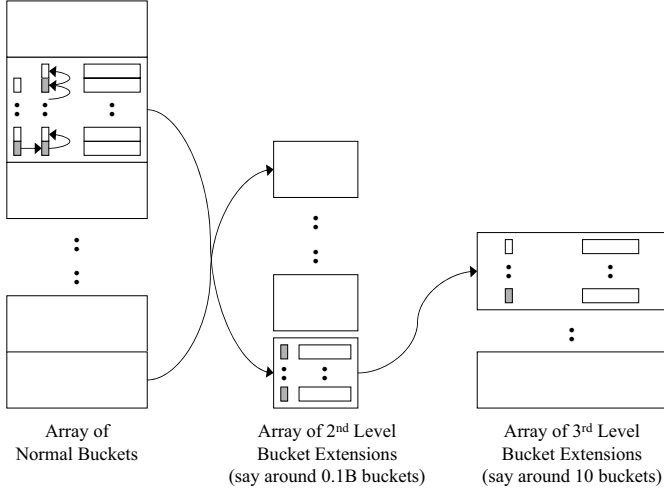 Array of
Normal Buckets
Array of 2nd Level
Bucket Extensions
(say around 0.1B buckets)
Array of 3rd Level
Bucket Extensions
(say around 10 buckets)